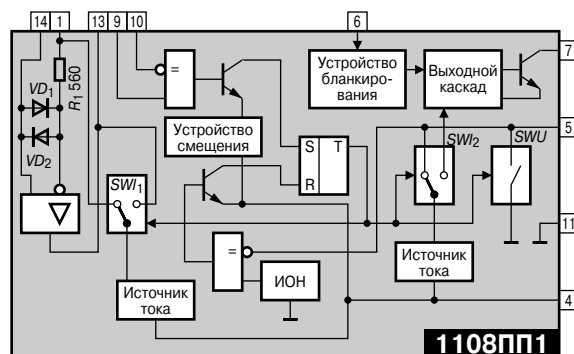 14 1 13 9 10 6
7
5
11
4
VD1
R1 560
VD2
=
Устройство
смещения
S T
R
Устройство
бланкиро-
вания
Выходной
каскад
SWI1
SWI2
SWU
=
ИОН
Источник
тока
Источник
тока
1108ПП1